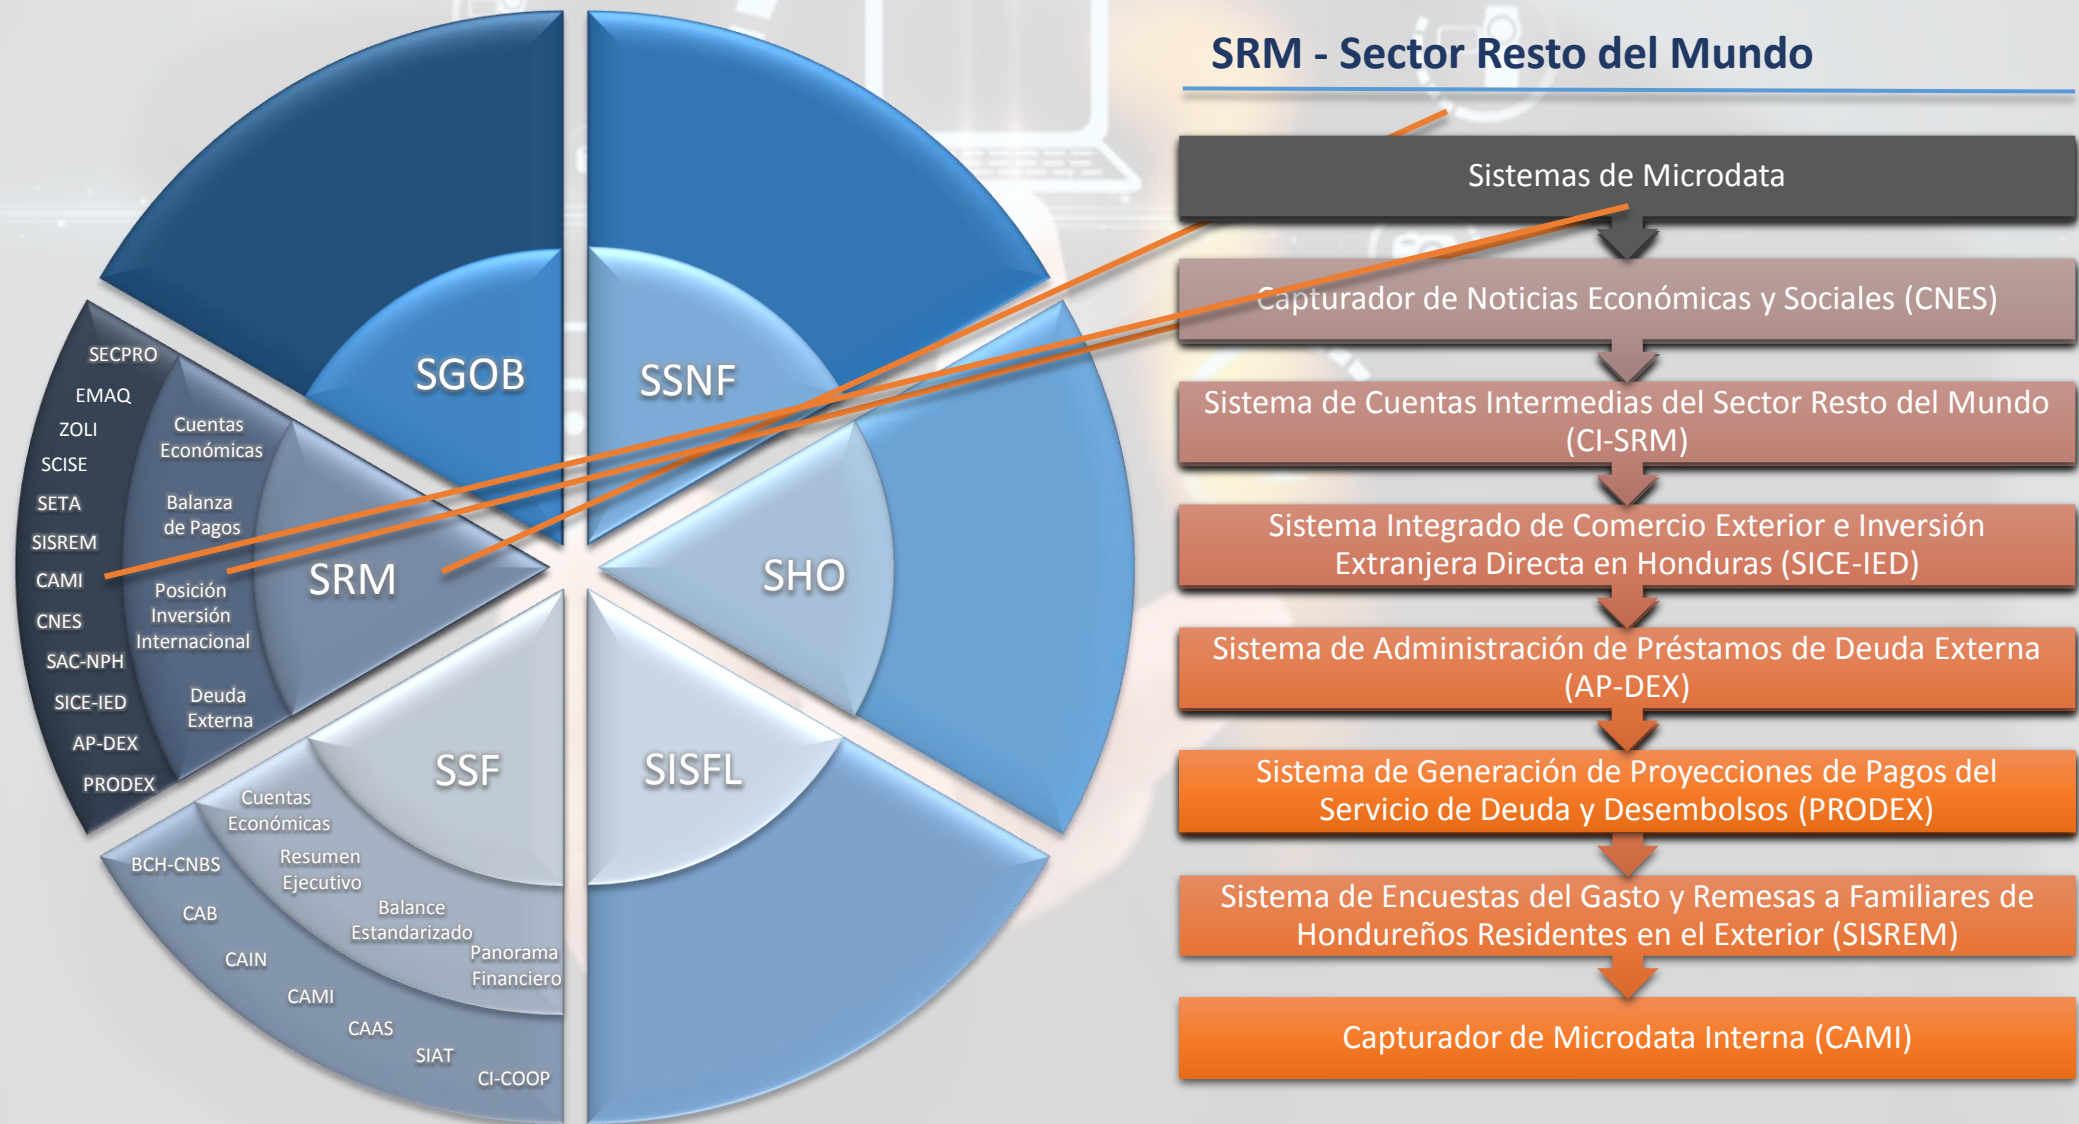 SRM - Sector Resto del Mundo
Sistemas de Microdata
Capturador de Noticias Económicas y Sociales (CNES)
Sistema de Cuentas Intermedias del Sector Resto del Mundo
(CI-SRM)
Sistema Integrado de Comercio Exterior e Inversión
Extranjera Directa en Honduras (SICE-IED)
Sistema de Administración de Préstamos de Deuda Externa
(AP-DEX)
Sistema de Generación de Proyecciones de Pagos del
Servicio de Deuda y Desembolsos (PRODEX)
Sistema de Encuestas del Gasto y Remesas a Familiares de
Hondureños Residentes en el Exterior (SISREM)
Capturador de Microdata Interna (CAMI)
SGOB
SSNF
SHO
SISFL
SSF
SRM
SECPRO
EMAQ
ZOLI
SCISE
SETA
SISREM
CAMI
CNES
SAC-NPH
SICE-IED
AP-DEX
PRODEX
Cuentas
Económicas
Balanza
de Pagos
Posición
Inversión
Internacional
Deuda
Externa
Cuentas
Económicas
Resumen
Ejecutivo
Balance
Estandarizado
Panorama
Financiero
BCH-CNBS
CAB
CAIN
CAMI
CAAS
SIAT
CI-COOP